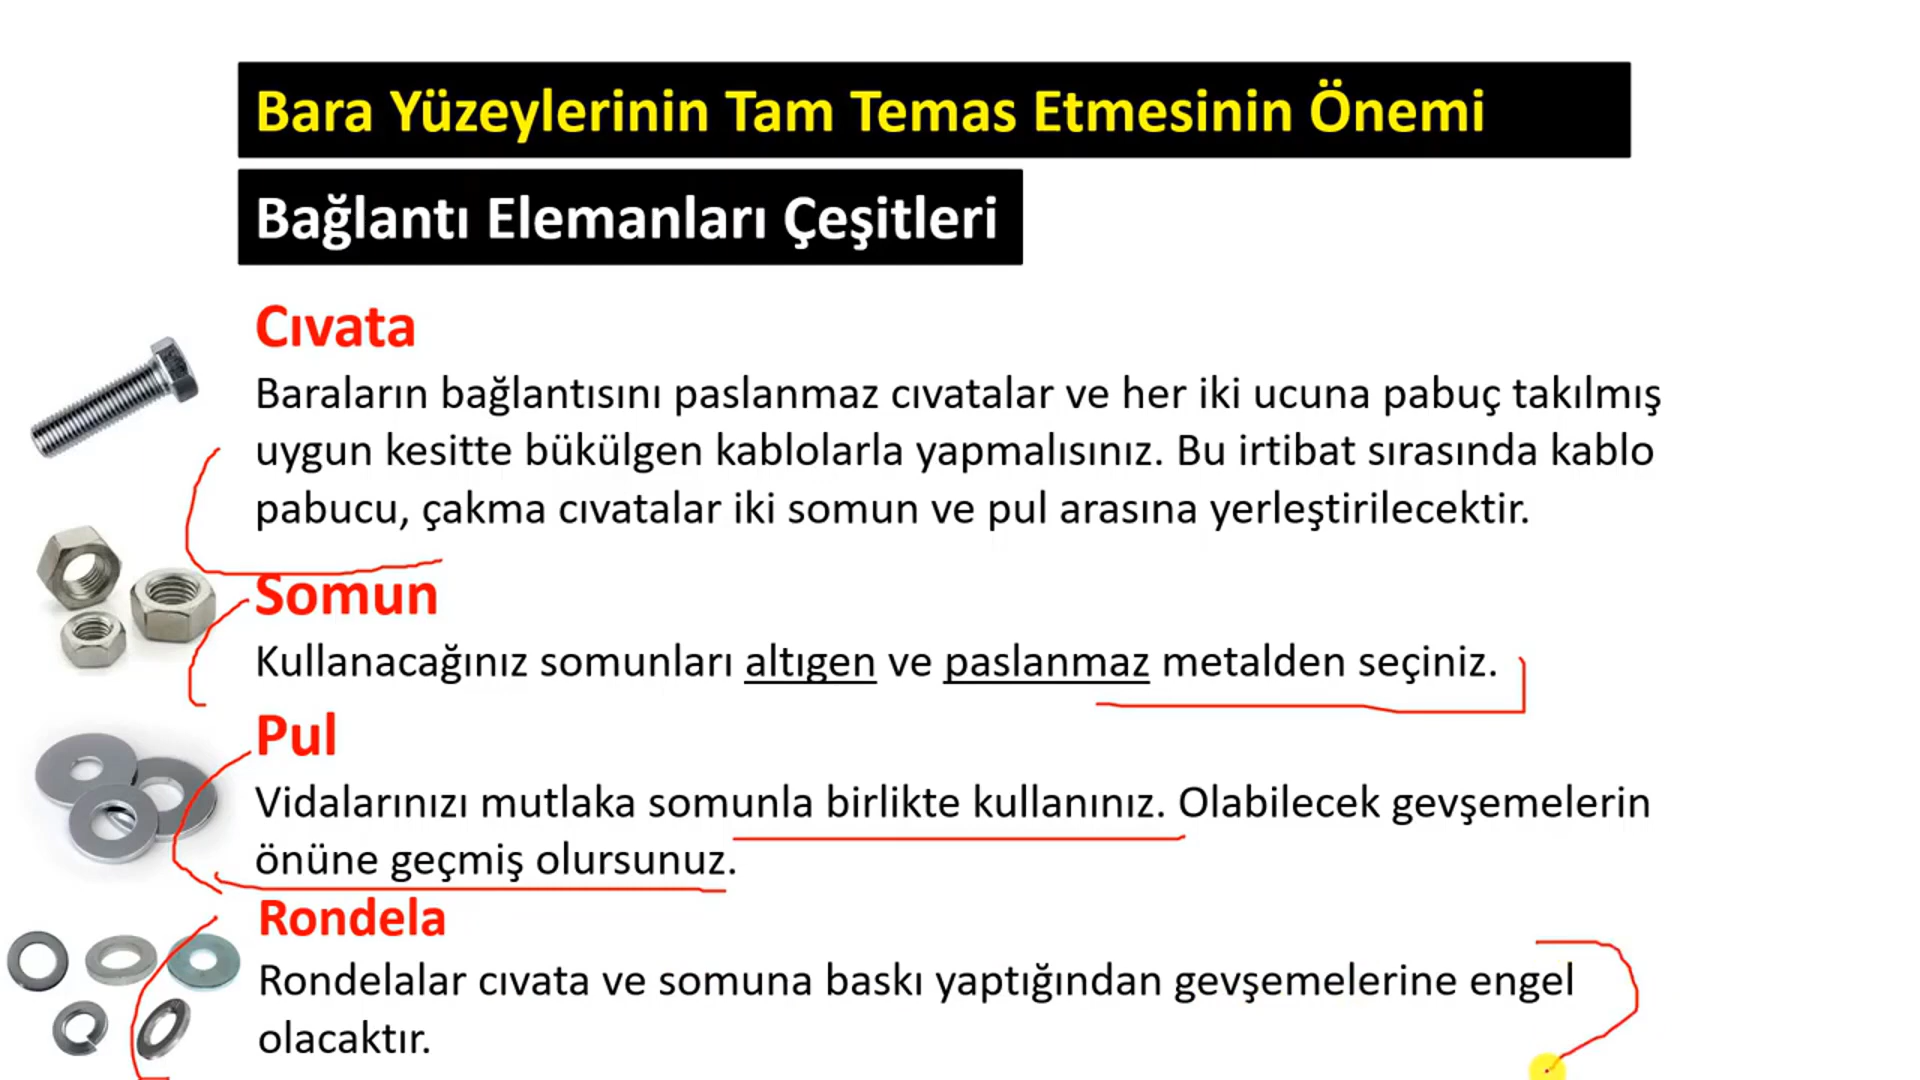 Bara Yüzeylerinin Tam Temas Etmesinin Önemi
Bağlantı Elemanları Çeşitleri
Cıvata
Baraların bağlantısını paslanmaz cıvatalar ve her iki ucuna pabuç takılmış
uygun kesitte bükülgen kablolarla yapmalısınız. Bu irtibat sırasında kablo
pabucu, çakma cıvatalar iki somun ve pul arasına yerleştirilecektir.
Somun
Kullanacağınız somunları altıgen ve paslanmaz metalden seçiniz.
Pul
Vidalarınızı mutlaka somunla birlikte kullanınız. Olabilecek gevşemelerin
önüne geçmiş olursunuz.
Rondela
Rondelalar cıvata ve somuna baskı yaptığından gevşemelerine engel
olacaktır.